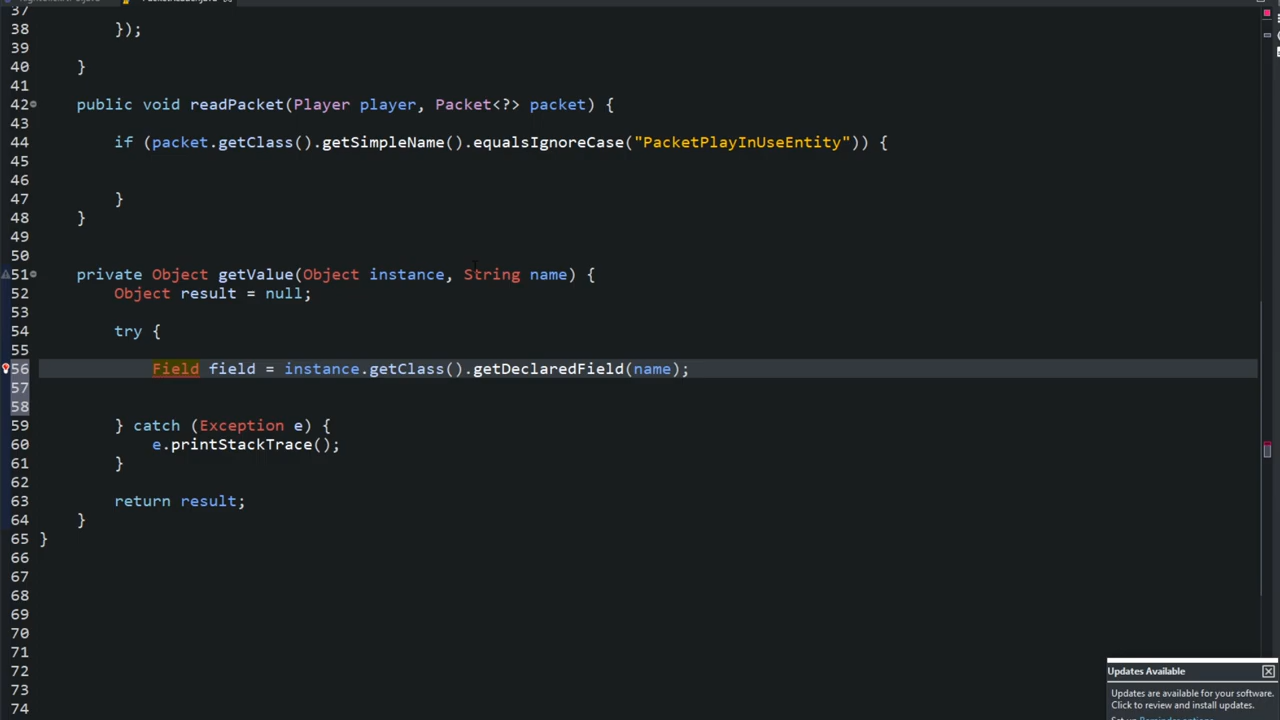 37
38 });
39
40 }
41
42 public void readPacket(Player player, Packet<?> packet) {
43
44 if (packet.getClass().getSimpleName().equalsIgnoreCase("PacketPlayInUseEntity")) {
45
46
47 }
48 }
49
50
51 private Object getValue(Object instance, String name) {
52 Object result = null;
53
54 try {
55
56 Field field = instance.getClass().getDeclaredField(name);
57
58
59 } catch (Exception e) {
60 e.printStackTrace();
61 }
62
63 return result;
64 }
65 }
66
67
68
69
70
71
72
73
74
Updates Available
Updates are available for your software.
Click to review and install updates.